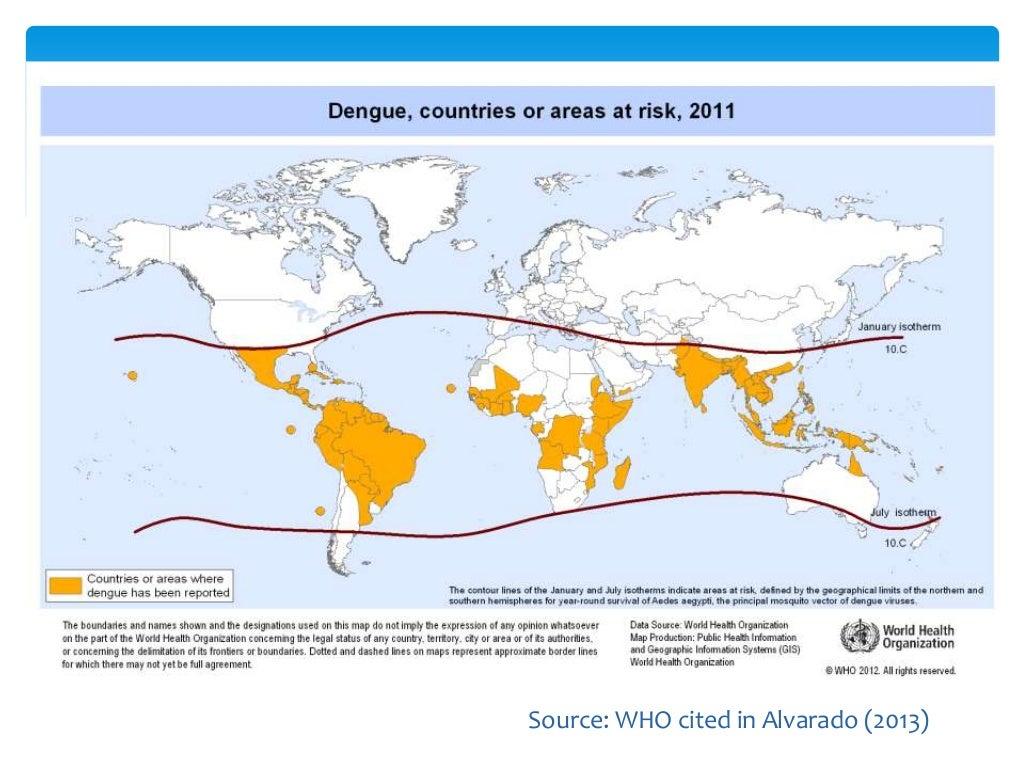 Dengue, countries or areas at risk, 2011
January isotherm
10.C
July isotherm
10.C
Countries or areas where
dengue has been reported
The contour lines of the January and July isotherms indicate areas at risk, defined by the geographical limits of the northern and
southern hemispheres for year-round survival of Aedes aegypti, the principal mosquito vector of dengue viruses.
The boundaries and names shown and the designations used on this map do not imply the expression of any opinion whatsoever
on the part of the World Health Organization concerning the legal status of any country, territory, city or area or of its authorities,
or concerning the delimitation of its frontiers or boundaries. Dotted and dashed lines on maps represent approximate border lines
for which there may not yet be full agreement.
Data Source: World Health Organization
Map Production: Public Health Information
and Geographic Information Systems (GIS)
World Health Organization
World Health
Organization
© WHO 2012. All rights reserved.
Source: WHO cited in Alvarado (2013)